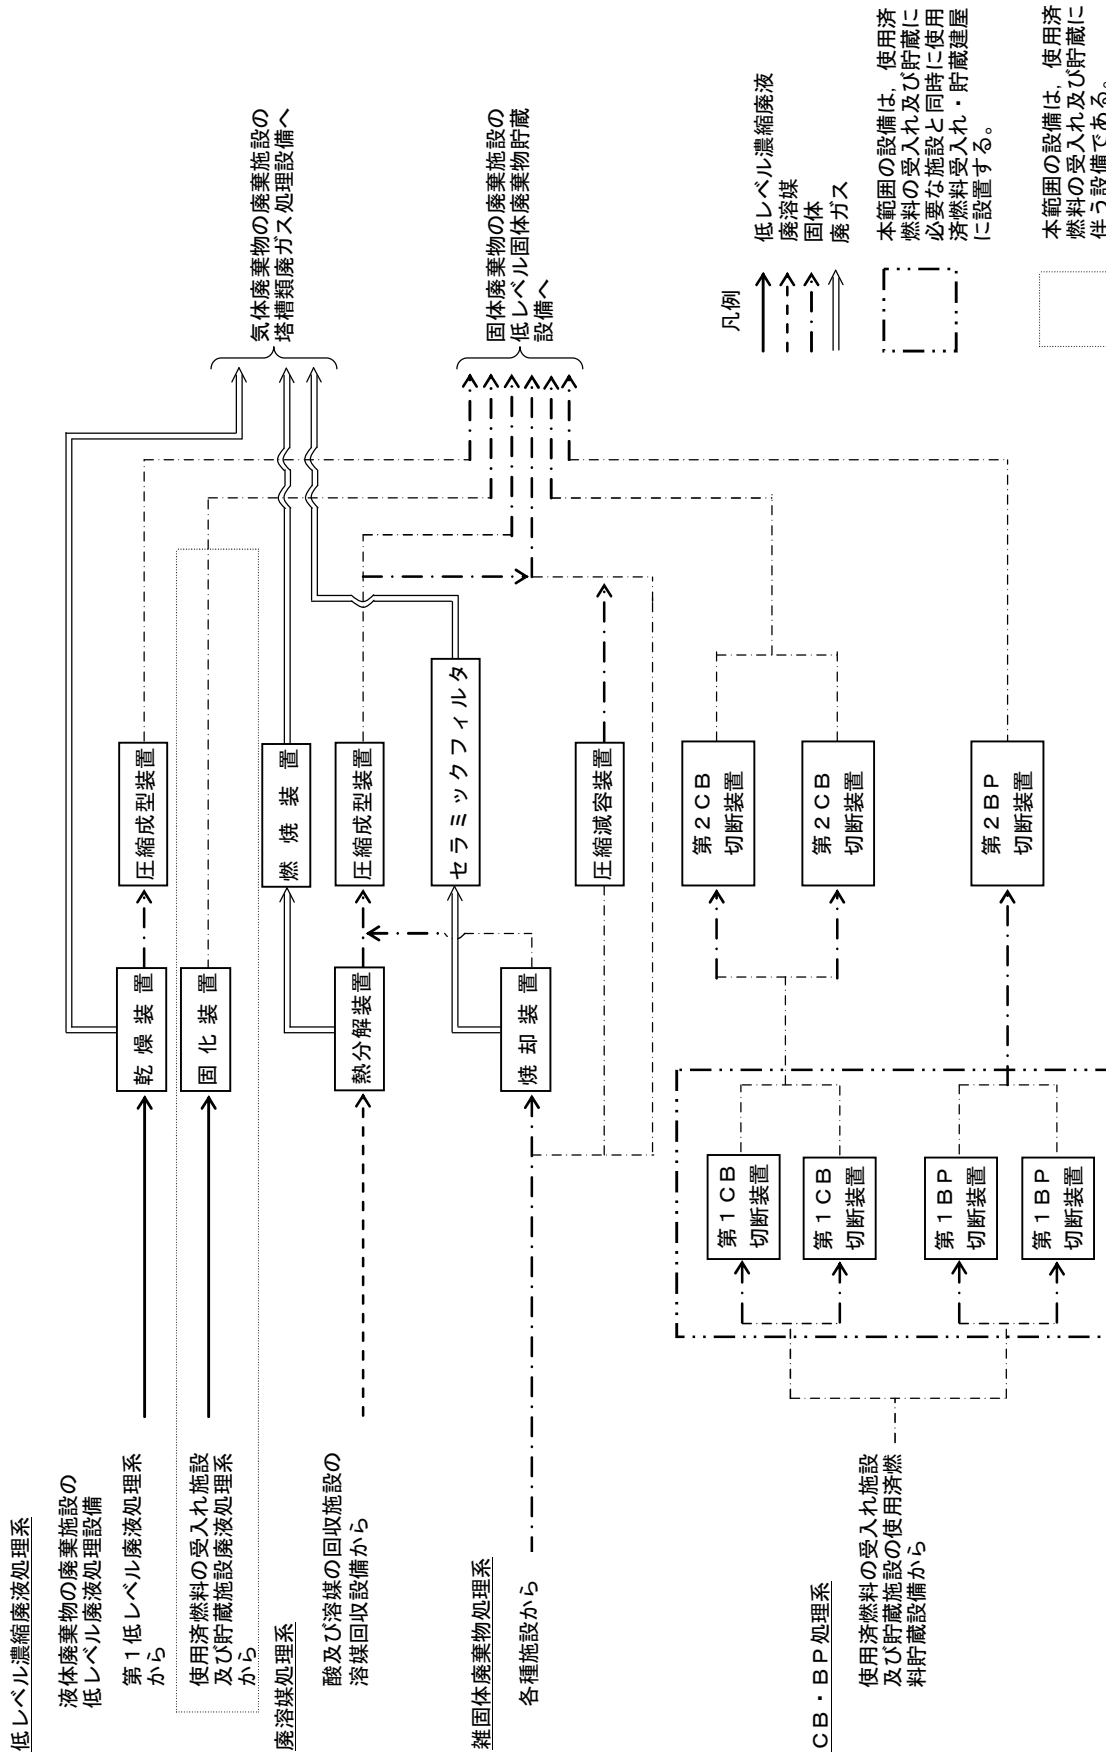 低レベル濃縮廃液処理系
液体廃棄物の廃棄施設の
低レベル廃液処理設備
第1低レベル廃液処理系
から
使用済燃料の受入れ施設
及び貯蔵施設廃液処理系
から
廃溶媒処理系
酸及び溶媒の回収施設の
溶媒回収設備から
雑固体廃棄物処理系
各種施設から
CB・BP処理系
使用済燃料の受入れ施設
及び貯蔵施設の使用済燃
料貯蔵設備から
乾燥装置
固化装置
熱分解装置
焼却装置
第1CB
切断装置
第1CB
切断装置
第1BP
切断装置
第1BP
切断装置
圧縮成型装置
燃焼装置
圧縮成型装置
セラミックフィルタ
圧縮減容装置
第2CB
切断装置
第2CB
切断装置
第2BP
切断装置
気体廃棄物の廃棄施設の
塔槽類廃ガス処理設備へ
固体廃棄物の廃棄施設の
低レベル固体廃棄物貯蔵
設備へ
凡例
低レベル濃縮廃液
廃溶媒
固体
廃ガス
本範囲の設備は,使用済
燃料の受入れ及び貯蔵に
必要な施設と同時に使用
済燃料受入れ・貯蔵建屋
に設置する。
本範囲の設備は,使用済
燃料の受入れ及び貯蔵に
伴う設備である。